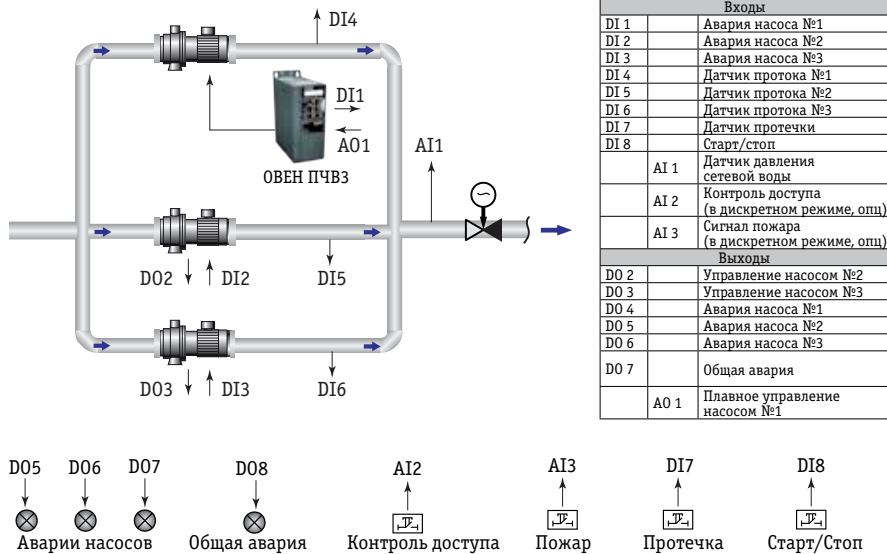 DI4
DI1
AO1
ОВЕН ПЧВ3
AI1
DO2
DI2
DI5
DO3
DI3
DI6
Входы
DI 1 Авария насоса №1
DI 2 Авария насоса №2
DI 3 Авария насоса №3
DI 4 Датчик протока №1
DI 5 Датчик протока №2
DI 6 Датчик протока №3
DI 7 Датчик протечки
DI 8 Старт/стоп
AI 1 Датчик давления
сетевой воды
AI 2 Контроль доступа
(в дискретном режиме, опц)
AI 3 Сигнал пожара
(в дискретном режиме, опц)
Выходы
DO 2 Управление насосом №2
DO 3 Управление насосом №3
DO 4 Авария насоса №1
DO 5 Авария насоса №2
DO 6 Авария насоса №3
DO 7 Общая авария
AO 1 Плавное управление
насосом №1
DO5 DO6 DO7 DO8 AI2 AI3 DI7 DI8
Аварии насосов Общая авария Контроль доступа Пожар Протечка Старт/Стоп